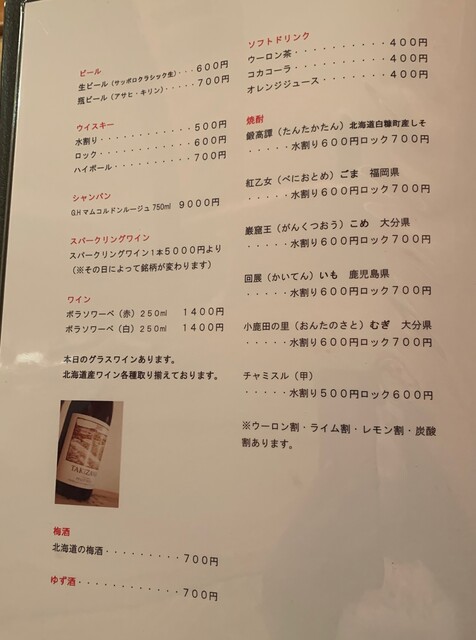 ビール
生ビール(サッポロクラシック生)・・・600円
瓶ビール(アサヒ・キリン)・・・・・700円
ウイスキー
水割り・・・・・・・・・・500円
ロック・・・・・・・・・・600円
ハイボール・・・・・・・・700円
シャンパン
G.H マムコルドンルージュ 750ml 9000円
スパークリングワイン
スパークリングワイン1本5000円より
(※その日によって銘柄が変わります)
ワイン
ボラソワーベ(赤)250ml 1400円
ボラソワーベ(白)250ml 1400円
本日のグラスワインあります。
北海道産ワイン各種取り揃えております。
梅酒
北海道の梅酒・・・・・・・・・700円
ゆず酒・・・・・・・・・・・・700円
ソフトドリンク
ウーロン茶・・・・・・・・・・400円
コカコーラ・・・・・・・・・・400円
オレンジジュース・・・・・・・400円
焼酎
鍛高譚(たんたかたん)北海道白糠町産しそ
・・・・・水割り600円ロック700円
紅乙女(べにおとめ)ごま 福岡県
・・・・・水割り600円ロック700円
巌窟王(がんくつおう)こめ 大分県
・・・・・水割り600円ロック700円
回展(かいてん)いも 鹿児島県
・・・・・水割り600円ロック700円
小鹿田の里(おんたのさと)むぎ 大分県
・・・・・水割り600円ロック700円
チャミスル(甲)
・・・・・水割り500円ロック600円
※ウーロン割・ライム割・レモン割・炭酸
割あります。